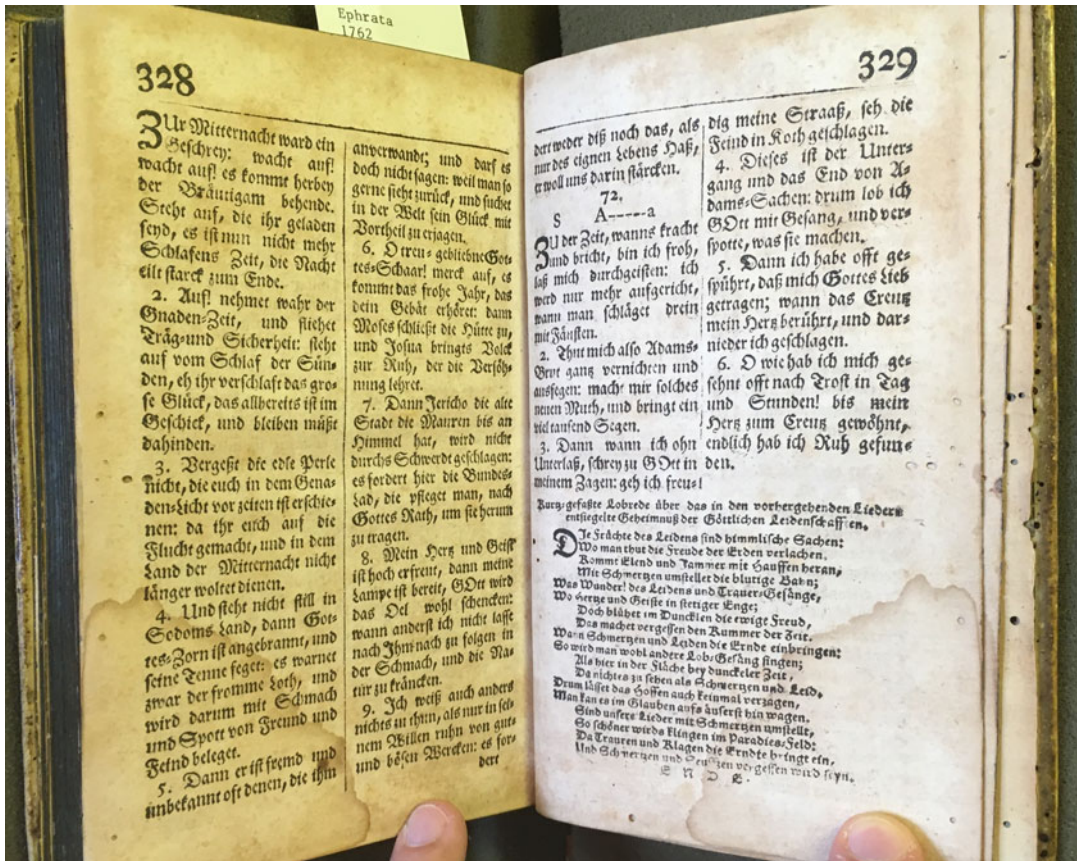 Ephrata
1762
328
ZUr Mitternacht ward ein
Geschrey: wacht auf!
wacht auf! es kommt herbey
der Bräutigam behende.
Steht auf, die ihr geladen
seyd, es ist nun nicht mehr
Schlafens Zeit, die Nacht
eilt starck zum Ende.
2. Auf! nehmet wahr der
Gnaden-Zeit, und fliehet
Träg-und Sicherheit: steht
auf vom Schlaf der Sün-
den, eh ihr verschlaft das gro-
se Glück, das allbereits ist im
Geschick, und bleiben müßt
dahinden.
3. Vergeßt die edle Perle
nicht, die euch in dem Gena-
den-Licht vor zeiten ist erschie-
nen: da ihr euch auf die
Flucht gemacht, und in dem
Land der Mitternacht nicht
länger woltet dienen.
4. Und steht nicht still in
Sodoms Land, dann Got-
tes-Zorn ist angebrannt, und
seine Tenne feget: es warnet
zwar der fromme Loth, und
wird darum mit Schmach
und Spott von Freund und
Feind beleget.
5. Dann er ist fremd und
unbekannt oft denen, die ihm
anverwandt; und darf es
doch nicht sagen: weil man so
gerne sieht zurück, und suchet
in der Welt sein Glück mit
Vortheil zu erjagen.
6. O treu-gebliebne Got-
tes-Schaar! merck auf, es
kommt das frohe Jahr, das
dein Gebät erhöret: dann
Moses schließt die Hütte zu,
und Josua bringts Volck
zur Ruh, der die Versöh-
nung lehret.
7. Dann Jericho die alte
Stadt die Mauren bis an
Himmel hat, wird nicht
durchs Schwerdt geschlagen:
es fordert hier die Bundes-
Lad, die pfleget man, nach
Gottes Rath, um sie herum
zu tragen.
8. Mein Hertz und Geist
ist hoch erfreut, dann meine
Lampe ist bereit, GOtt wird
das Oel wohl schencken:
wann anderst ich nicht lasse
nach Ihm nach zu folgen in
der Schmach, und die Na-
tur zu kräncken.
9. Ich weiß auch anders
nichts zu thun, als nur in sei-
nem Willen ruhn von gut-
und bösen Wercken: es for-
dert
329
dert weder diß noch das, als
nur des eignen Lebens Haß,
er woll uns darin stärcken.
72.
S A-----a
ZU der Zeit, wanns kracht
und bricht, bin ich froh,
laß mich durchgeisten: ich
werd nur mehr aufgericht,
wann man schläget drein
mit Fäusten.
2. Thut mich also Adams-
Brut gantz vernichten und
ausfegen: macht mir solches
neuen Muth, und bringt ein
viel tausend Segen.
3. Dann wann ich ohn
Unterlaß, schrey zu GOtt in
meinem Zagen: geh ich freu-
dig meine Straaß, seh die
Feind in Koth geschlagen.
4. Dieses ist der Unter-
gang und das End von A-
dams-Sachen: drum lob ich
GOtt mit Gesang, und ver-
spotte, was sie machen.
5. Dann ich habe offt ge-
spührt, daß mich Gottes Lieb
getragen; wann das Creutz
mein Hertz berührt, und dar-
nieder ich geschlagen.
6. O wie hab ich mich ge-
sehnt offt nach Trost in Tag
und Stunden! bis mein
Hertz zum Creutz gewöhnt,
endlich hab ich Ruh gefun-
den.
Kurtz-gefaßte Lobrede über das in den vorhergehenden Liedern
entsiegelte Geheimnuß der Göttlichen Leidenschafften.
DIe Früchte des Leidens sind himmlische Sachen:
Wo man thut die Freude der Erden verlachen.
Kommt Elend und Jammer mit Hauffen heran,
Mit Schmertzen umstellet die blutige Bahn;
Was Wunder! des Leidens und Trauer-Gesänge,
Wo Hertze und Geiste in stetiger Enge;
Doch blühet im Duncklen die ewige Freud,
Das machet vergessen den Kummer der Zeit.
Wann Schmertzen und Leiden die Ernde einbringen:
So wird man wohl andere Lob-Gesäng singen;
Als hier in der Fläche bey dunckeler Zeit,
Da nichtes zu sehen als Schmertzen und Leid.
Drum lässet das Hoffen auch keinmal verzagen,
Man kan es im Glauben aufs äuserst hin wagen.
Sind unsere Lieder mit Schmertzen umstellt,
So schöner wirds klingen im Paradies-Feld:
Da Trauren und Klagen die Erndte bringt ein,
Und Schmertzen und Seufzen vergessen wird seyn.
E N D E.